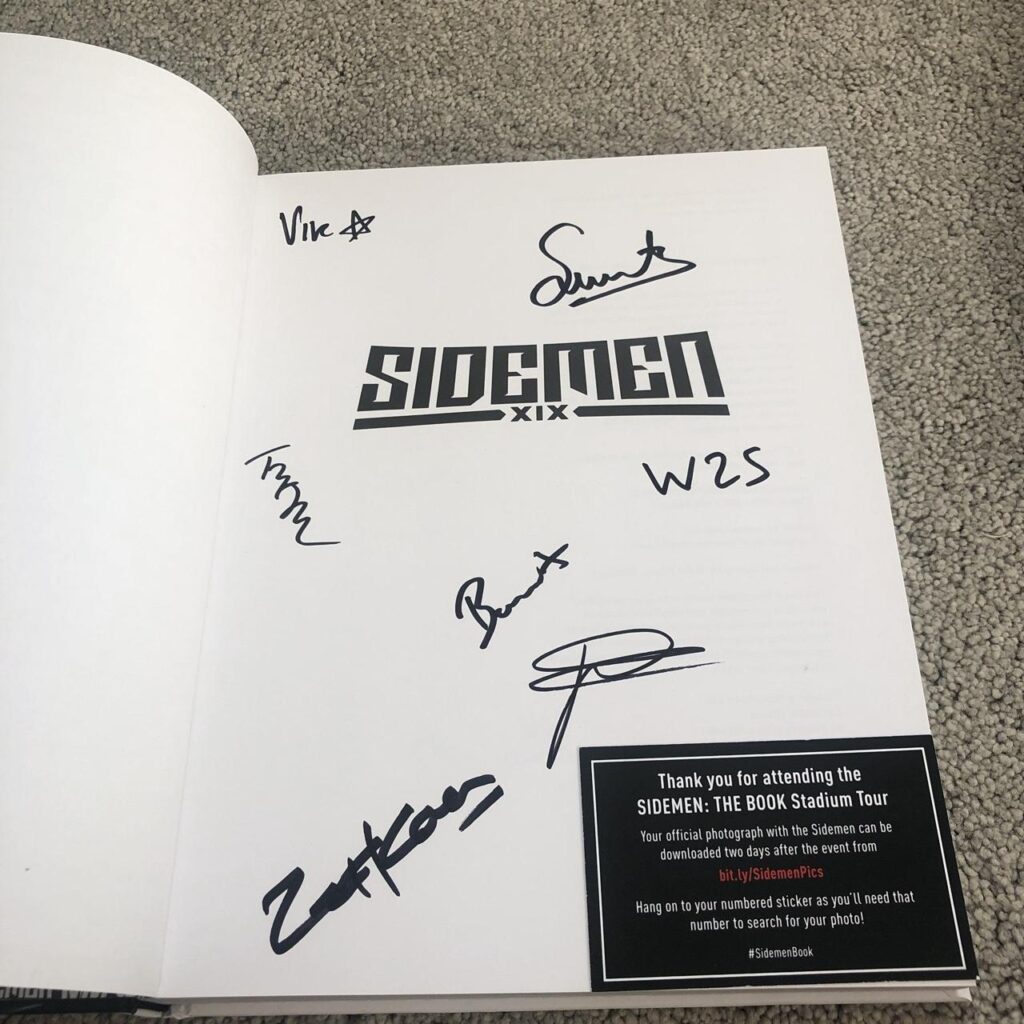 Vik
SIDEMEN
XIX
W2S
Thank you for attending the
SIDEMEN: THE BOOK Stadium Tour
Your official photograph with the Sidemen can be
downloaded two days after the event from
bit.ly/SidemenPics
Hang on to your numbered sticker as you'll need that
number to search for your photo!
#SidemenBook